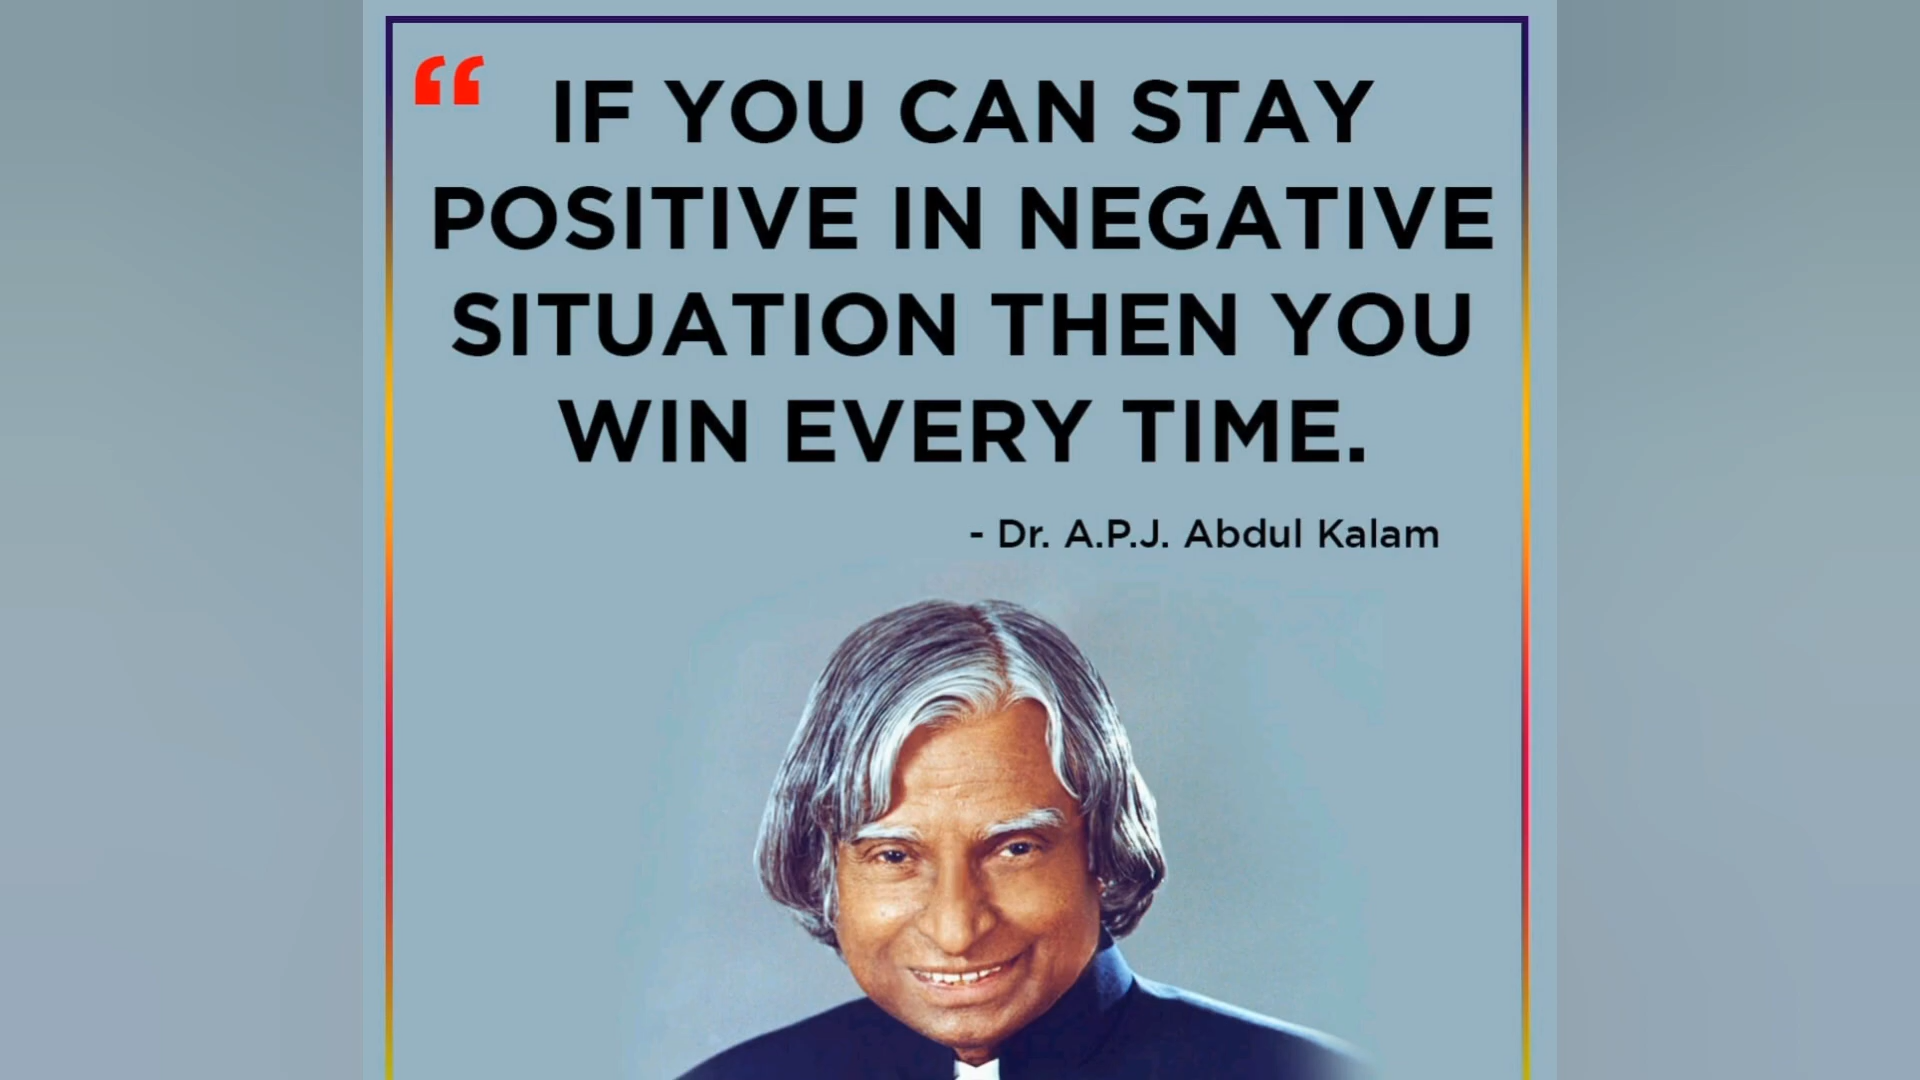 “ IF YOU CAN STAY
POSITIVE IN NEGATIVE
SITUATION THEN YOU
WIN EVERY TIME.
- Dr. A.P.J. Abdul Kalam